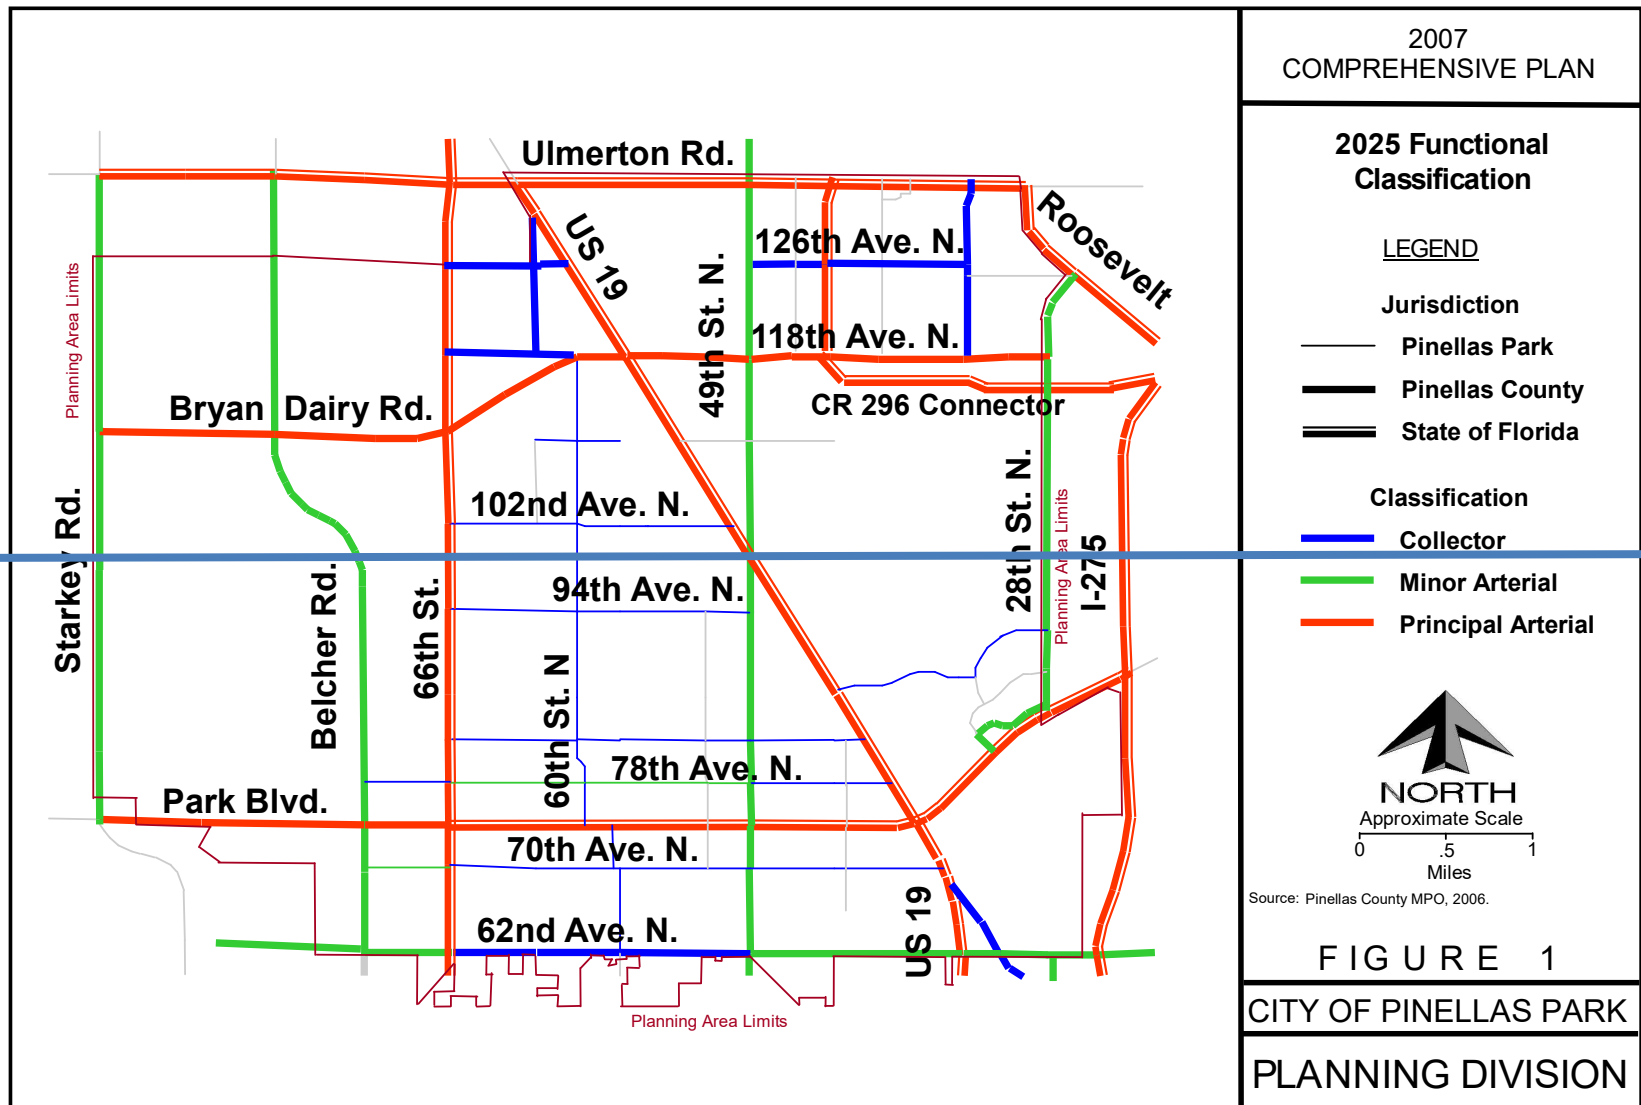 2007
COMPREHENSIVE PLAN
2025 Functional
Classification
LEGEND
Jurisdiction
Pinellas Park
Pinellas County
State of Florida
Classification
Collector
Minor Arterial
Principal Arterial
NORTH
Approximate Scale
0 .5 1
Miles
Source: Pinellas County MPO, 2006.
FIGURE 1
CITY OF PINELLAS PARK
PLANNING DIVISION
Ulmerton Rd.
US 19
126th Ave. N.
Roosevelt
49th St. N.
118th Ave. N.
Planning Area Limits
Bryan Dairy Rd.
CR 296 Connector
102nd Ave. N.
28th St. N.
Planning Area Limits
I-275
Starkey Rd.
Belcher Rd.
66th St.
94th Ave. N.
60th St. N
78th Ave. N.
Park Blvd.
70th Ave. N.
US 19
62nd Ave. N.
Planning Area Limits